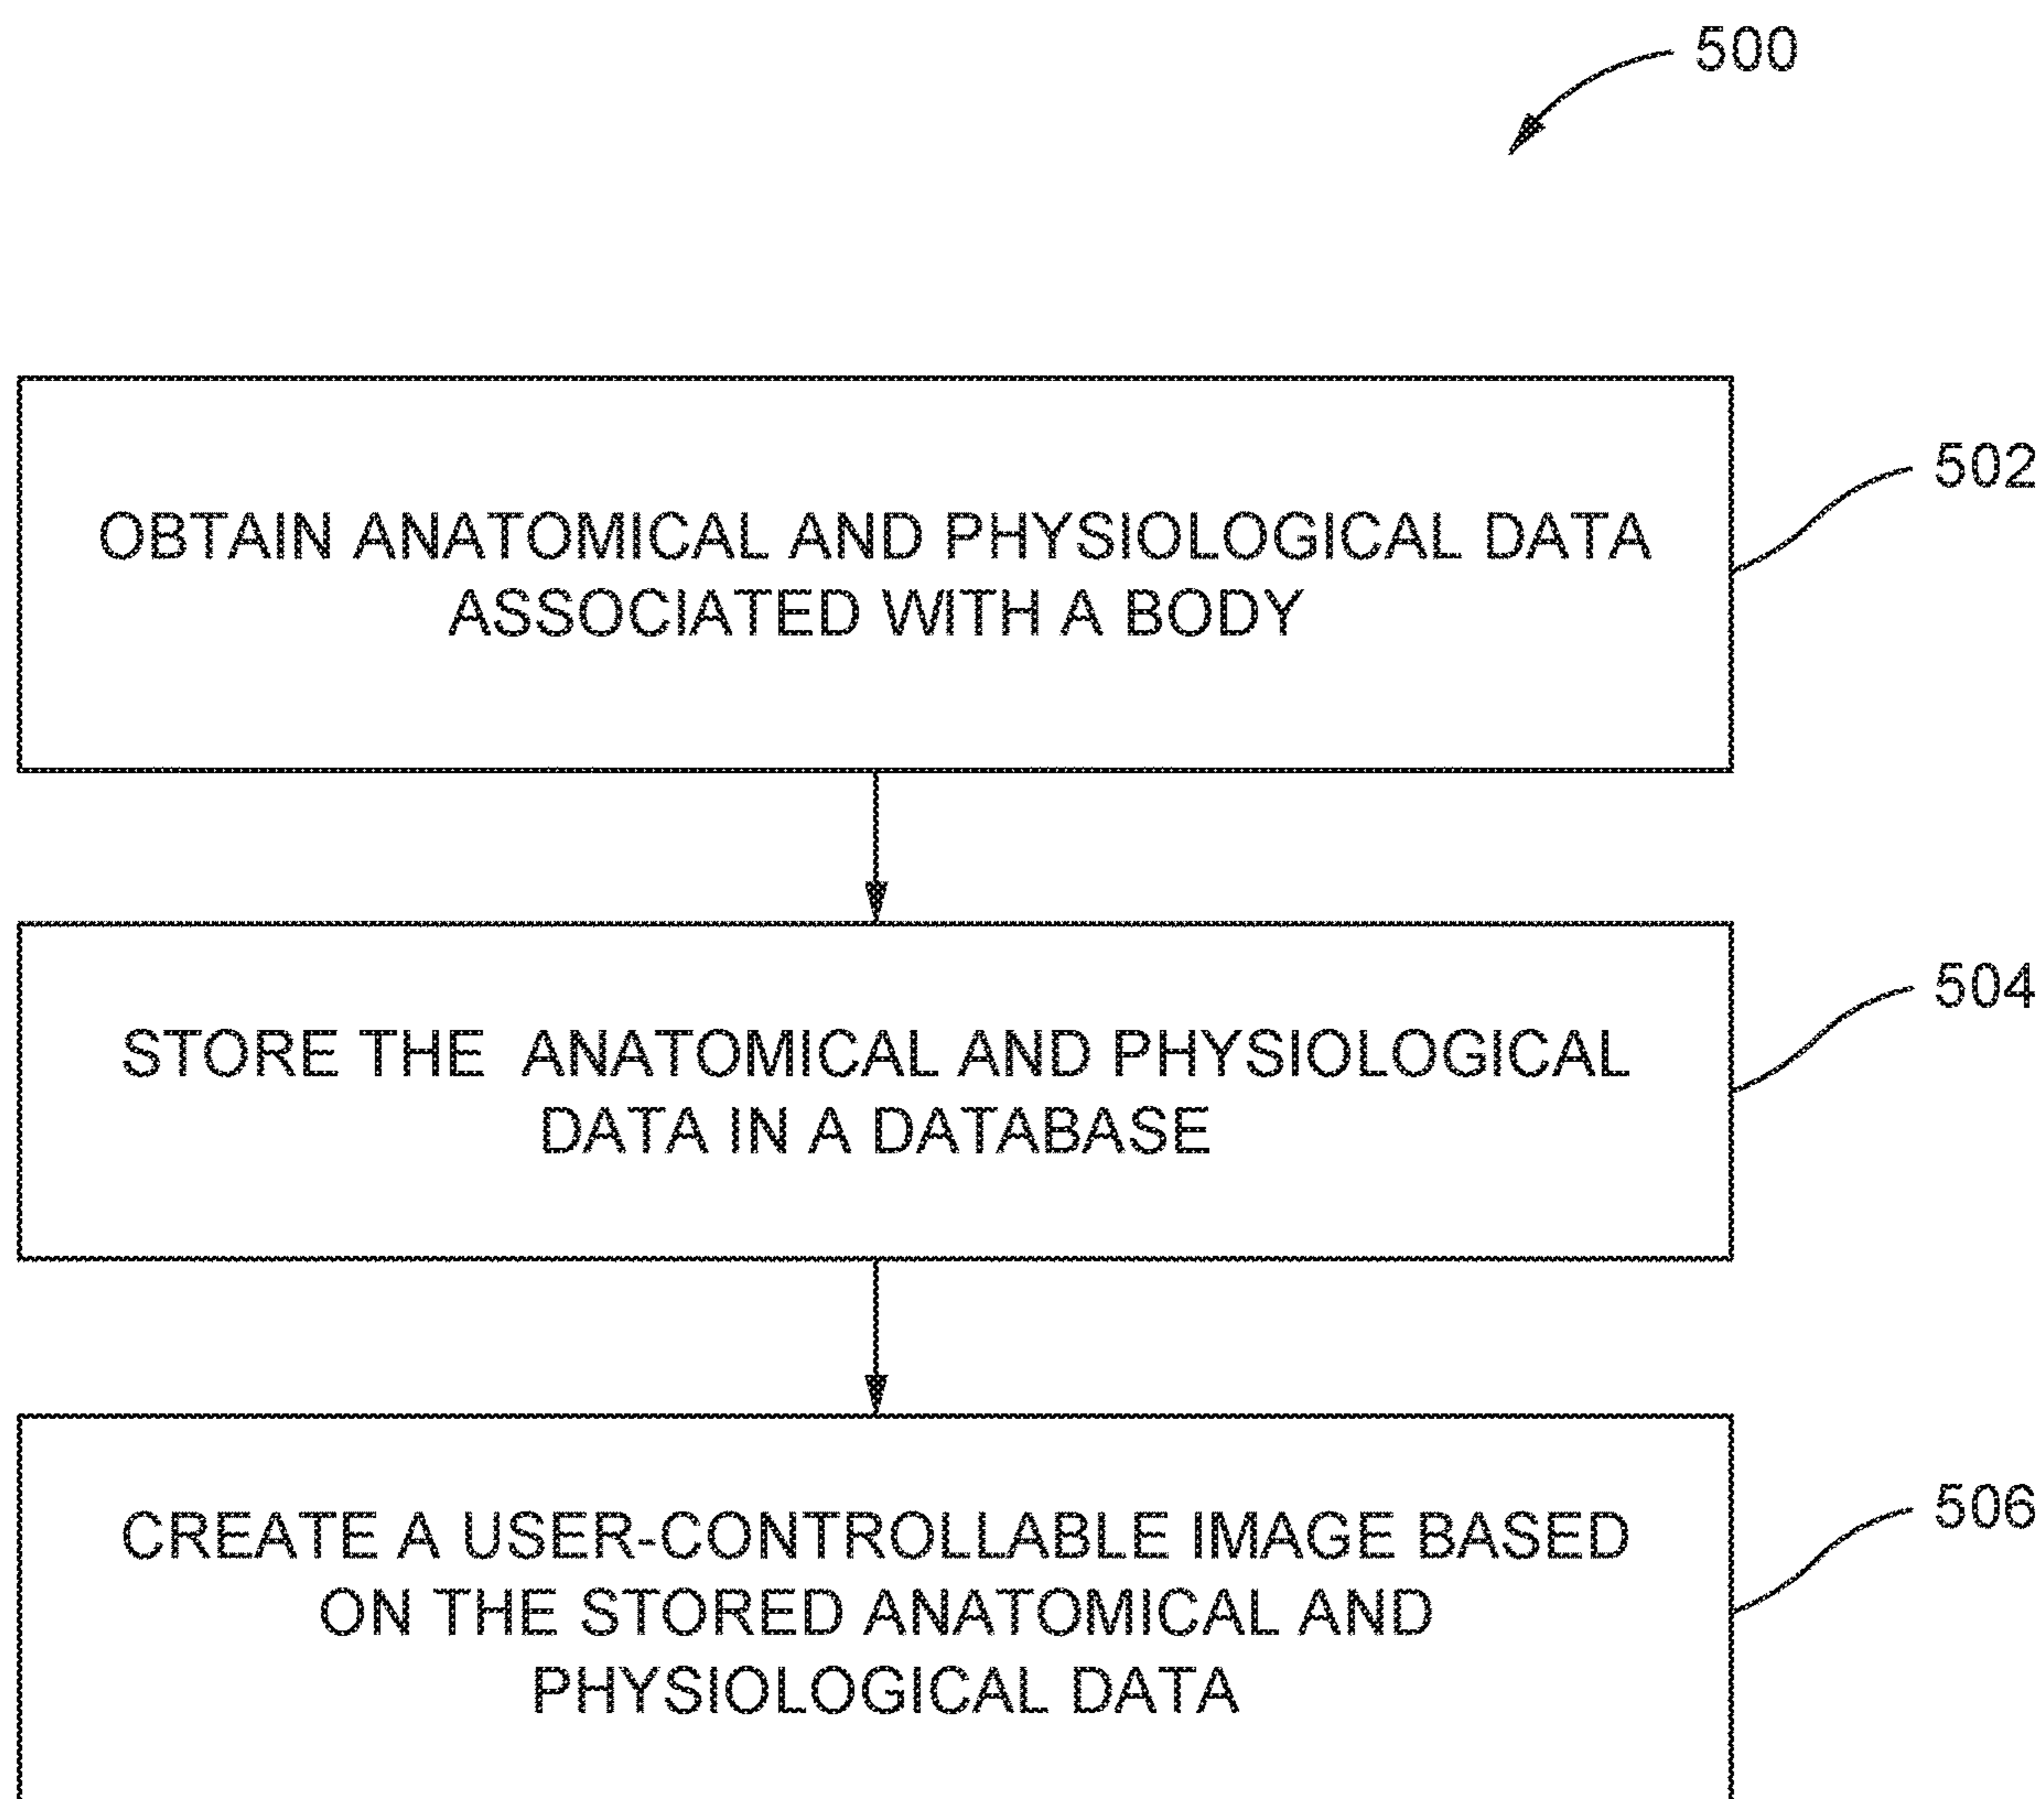 500
502
OBTAIN ANATOMICAL AND PHYSIOLOGICAL DATA
ASSOCIATED WITH A BODY
504
STORE THE ANATOMICAL AND PHYSIOLOGICAL
DATA IN A DATABASE
506
CREATE A USER-CONTROLLABLE IMAGE BASED
ON THE STORED ANATOMICAL AND
PHYSIOLOGICAL DATA